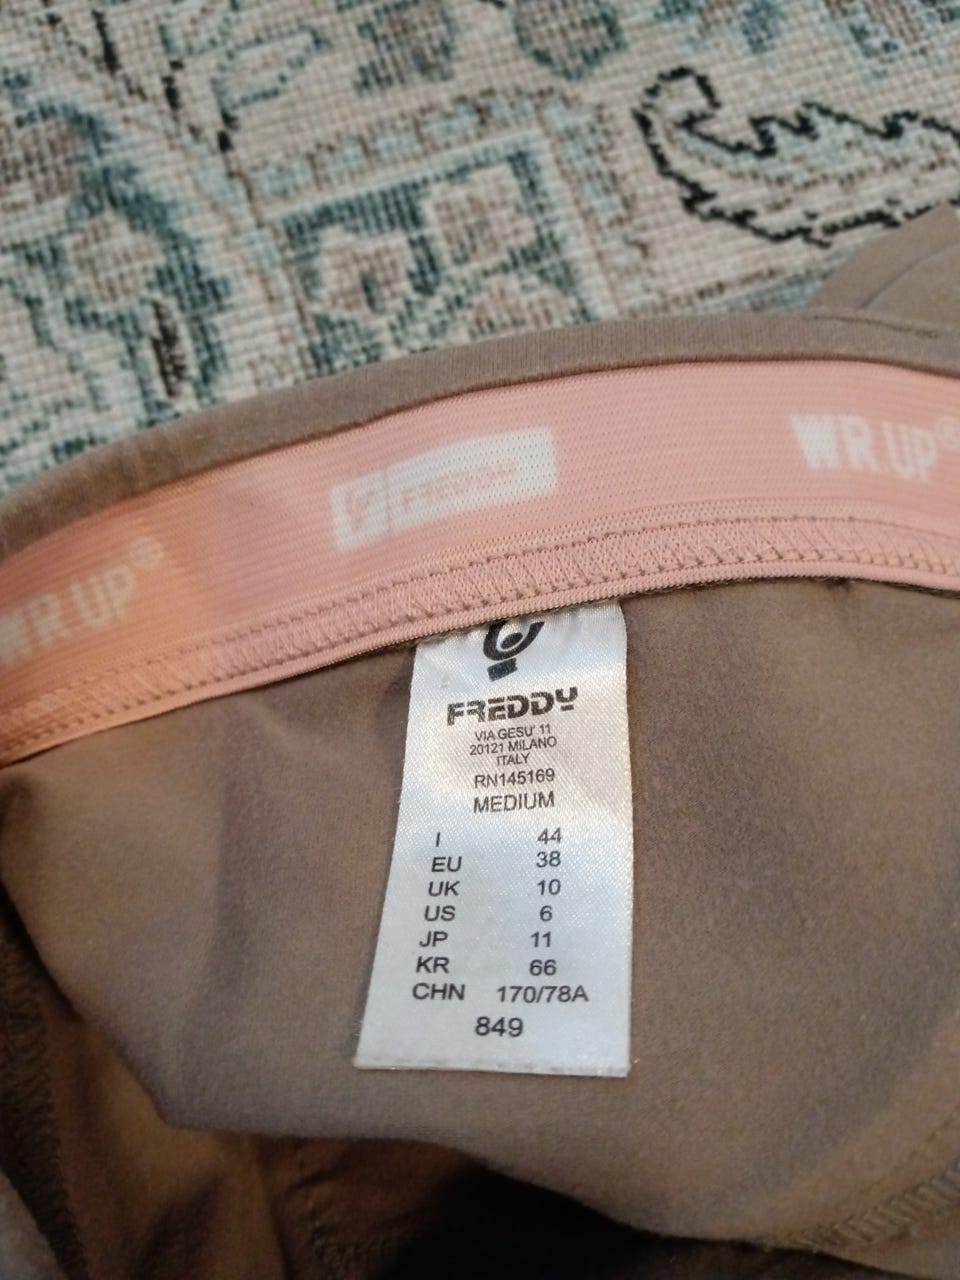 WR.UP®
FREDDY
WR.UP®
FREDDY
VIA GESU' 11
20121 MILANO
ITALY
RN145169
MEDIUM
I 44
EU 38
UK 10
US 6
JP 11
KR 66
CHN 170/78A
849